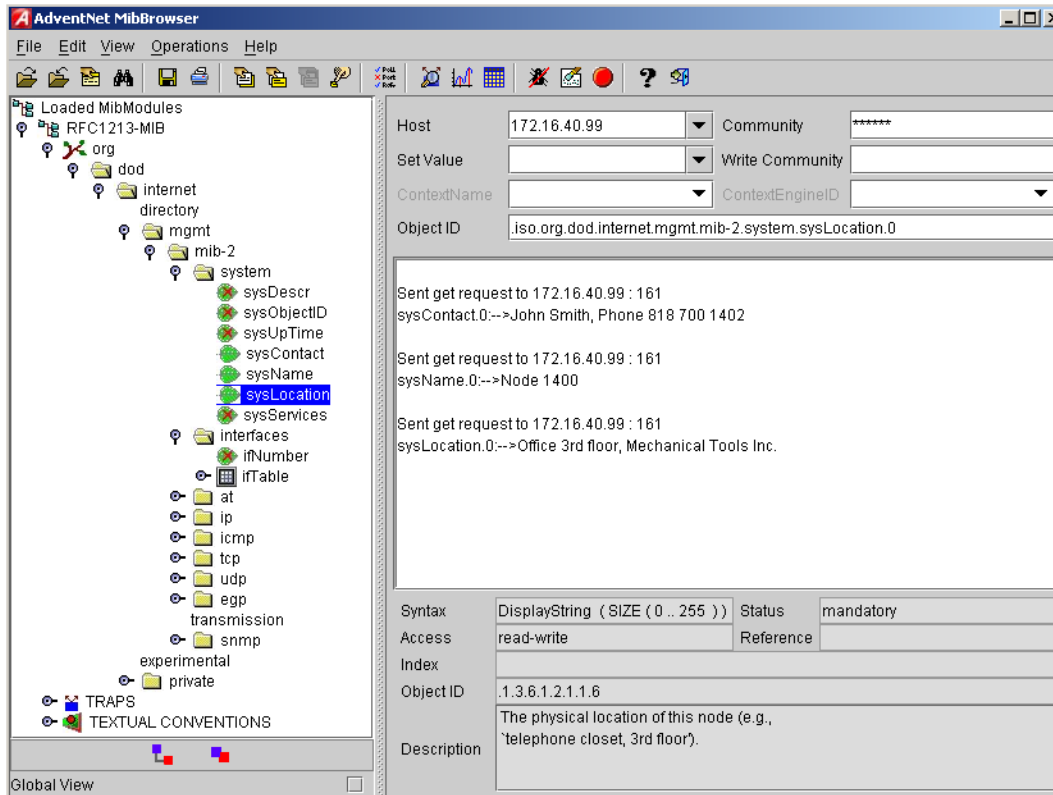 AdventNet MibBrowser
File Edit View Operations Help
Loaded MibModules
RFC1213-MIB
org
dod
internet
directory
mgmt
mib-2
system
sysDescr
sysObjectID
sysUpTime
sysContact
sysName
sysLocation
sysServices
interfaces
ifNumber
ifTable
at
ip
icmp
tcp
udp
egp
transmission
snmp
experimental
private
TRAPS
TEXTUAL CONVENTIONS
Global View
Host 172.16.40.99 Community ******
Set Value Write Community
ContextName ContextEngineID
Object ID .iso.org.dod.internet.mgmt.mib-2.system.sysLocation.0
Sent get request to 172.16.40.99 : 161
sysContact.0:-->John Smith, Phone 818 700 1402
Sent get request to 172.16.40.99 : 161
sysName.0:-->Node 1400
Sent get request to 172.16.40.99 : 161
sysLocation.0:-->Office 3rd floor, Mechanical Tools Inc.
Syntax DisplayString ( SIZE ( 0 .. 255 ) ) Status mandatory
Access read-write Reference
Index
Object ID .1.3.6.1.2.1.1.6
Description The physical location of this node (e.g.,
`telephone closet, 3rd floor').